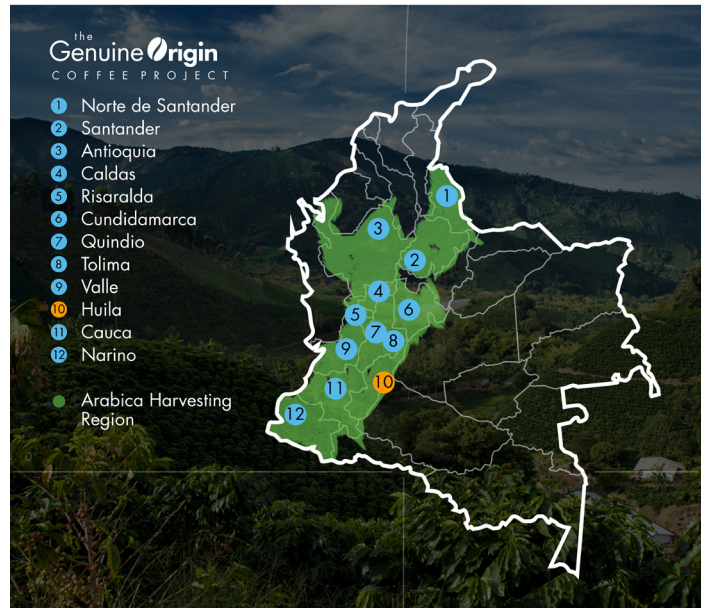 the
Genuine Origin
COFFEE PROJECT
1 Norte de Santander
2 Santander
3 Antioquia
4 Caldas
5 Risaralda
6 Cundidamarca
7 Quindio
8 Tolima
9 Valle
10 Huila
11 Cauca
12 Narino
Arabica Harvesting
Region
1
3
2
4
6
5
7
8
9
10
11
12